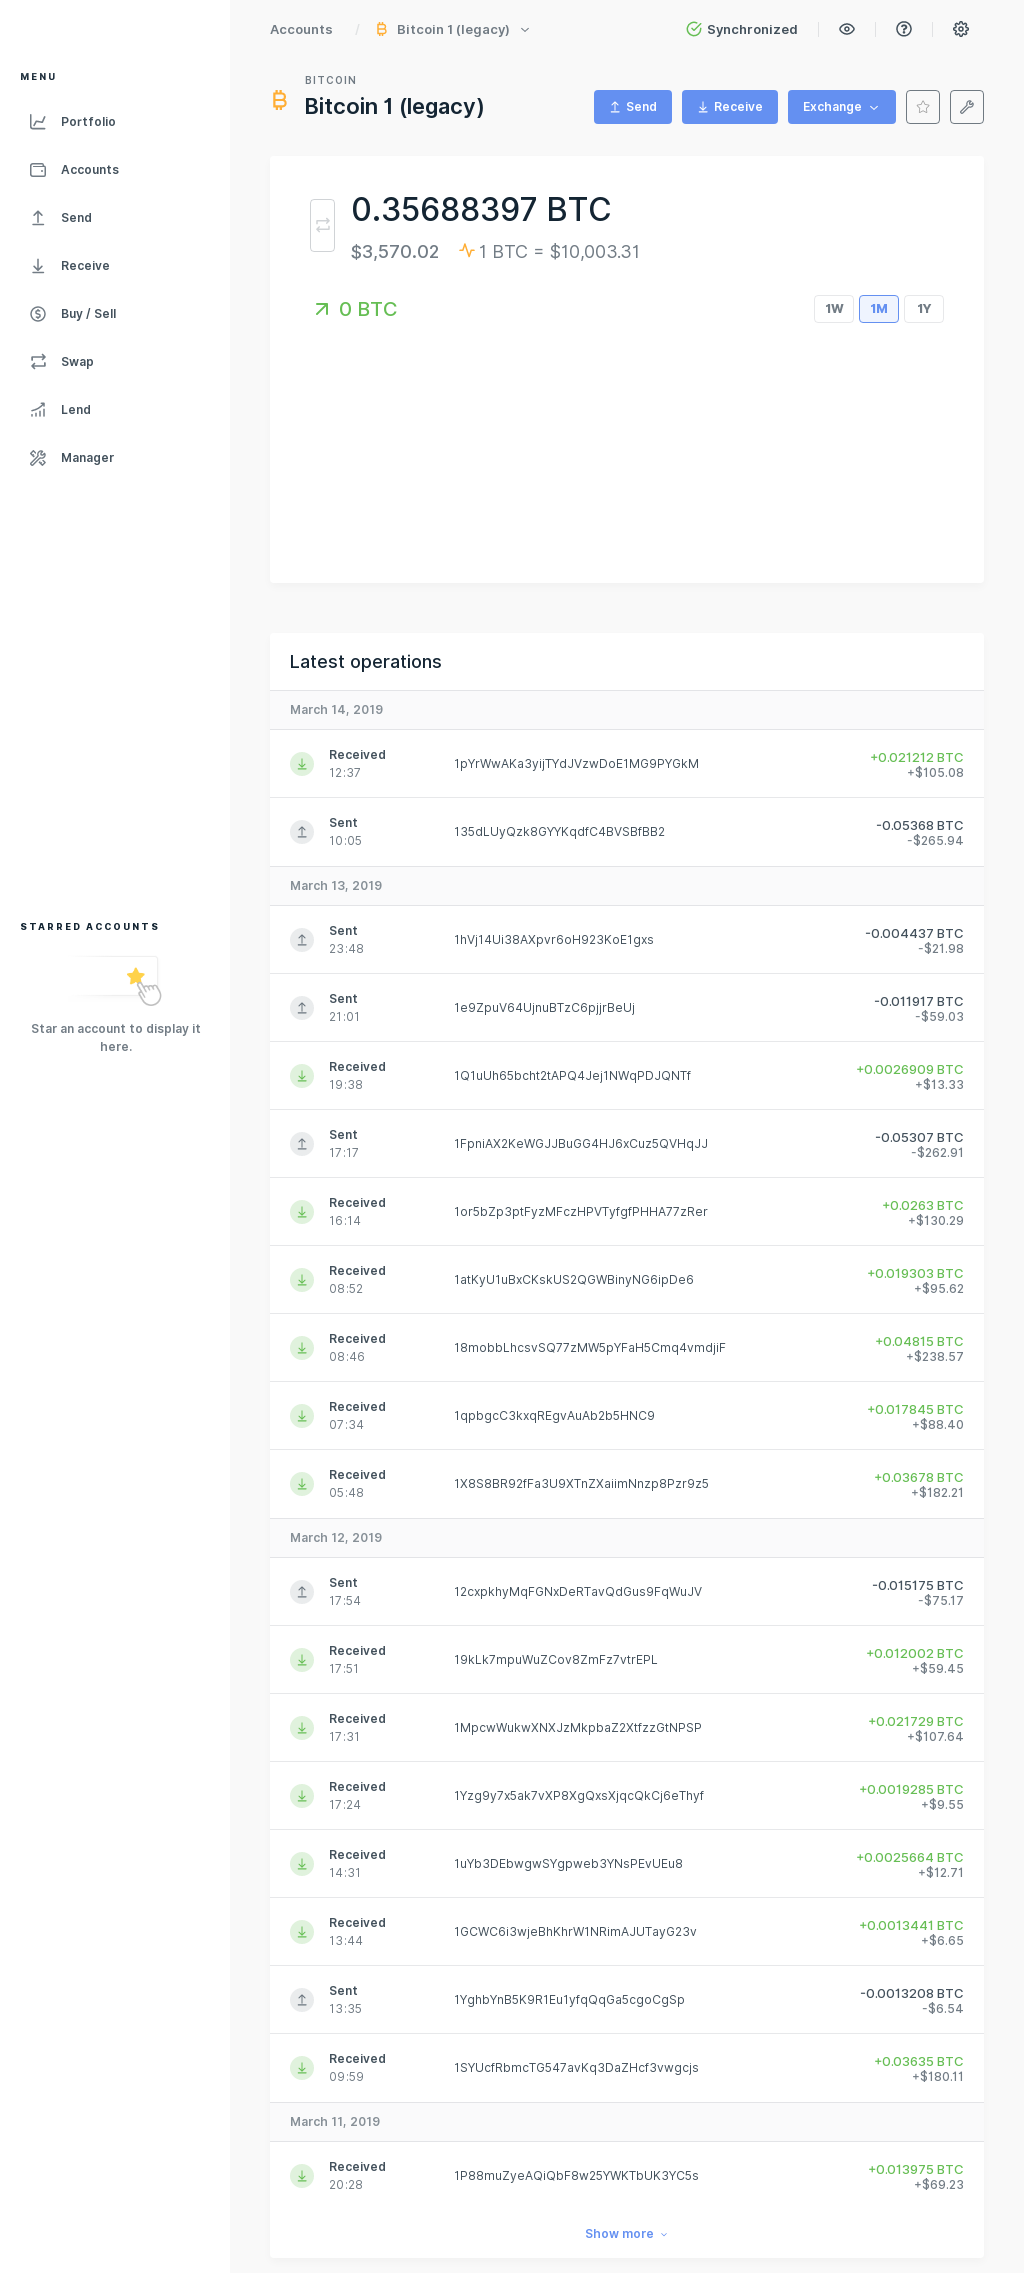 Accounts / Bitcoin 1 (legacy)
Synchronized
MENU
Portfolio
Accounts
Send
Receive
Buy / Sell
Swap
Lend
Manager
STARRED ACCOUNTS
Star an account to display it
here.
BITCOIN
Bitcoin 1 (legacy)
Send
Receive
Exchange
0.35688397 BTC
$3,570.02 1 BTC = $10,003.31
0 BTC
1W 1M 1Y
Latest operations
March 14, 2019
Received 12:37 1pYrWwAKa3yijTYdJVzwDoE1MG9PYGkM +0.021212 BTC +$105.08
Sent 10:05 135dLUyQzk8GYYKqdfC4BVSBfBB2 -0.05368 BTC -$265.94
March 13, 2019
Sent 23:48 1hVj14Ui38AXpvr6oH923KoE1gxs -0.004437 BTC -$21.98
Sent 21:01 1e9ZpuV64UjnuBTzC6pjjrBeUj -0.011917 BTC -$59.03
Received 19:38 1Q1uUh65bcht2tAPQ4Jej1NWqPDJQNTf +0.0026909 BTC +$13.33
Sent 17:17 1FpniAX2KeWGJJBuGG4HJ6xCuz5QVHqJJ -0.05307 BTC -$262.91
Received 16:14 1or5bZp3ptFyzMFczHPVTyfgfPHHA77zRer +0.0263 BTC +$130.29
Received 08:52 1atKyU1uBxCKskUS2QGWBinyNG6ipDe6 +0.019303 BTC +$95.62
Received 08:46 18mobbLhcsvSQ77zMW5pYFaH5Cmq4vmdjiF +0.04815 BTC +$238.57
Received 07:34 1qpbgcC3kxqREgvAuAb2b5HNC9 +0.017845 BTC +$88.40
Received 05:48 1X8S8BR92fFa3U9XTnZXaiimNnzp8Pzr9z5 +0.03678 BTC +$182.21
March 12, 2019
Sent 17:54 12cxpkhyMqFGNxDeRTavQdGus9FqWuJV -0.015175 BTC -$75.17
Received 17:51 19kLk7mpuWuZCov8ZmFz7vtrEPL +0.012002 BTC +$59.45
Received 17:31 1MpcwWukwXNXJzMkpbaZ2XtfzzGtNPSP +0.021729 BTC +$107.64
Received 17:24 1Yzg9y7x5ak7vXP8XgQxsXjqcQkCj6eThyf +0.0019285 BTC +$9.55
Received 14:31 1uYb3DEbwgwSYgpweb3YNsPEvUEu8 +0.0025664 BTC +$12.71
Received 13:44 1GCWC6i3wjeBhKhrW1NRimAJUTayG23v +0.0013441 BTC +$6.65
Sent 13:35 1YghbYnB5K9R1Eu1yfqQqGa5cgoCgSp -0.0013208 BTC -$6.54
Received 09:59 1SYUcfRbmcTG547avKq3DaZHcf3vwgcjs +0.03635 BTC +$180.11
March 11, 2019
Received 20:28 1P88muZyeAQiQbF8w25YWKTbUK3YC5s +0.013975 BTC +$69.23
Show more